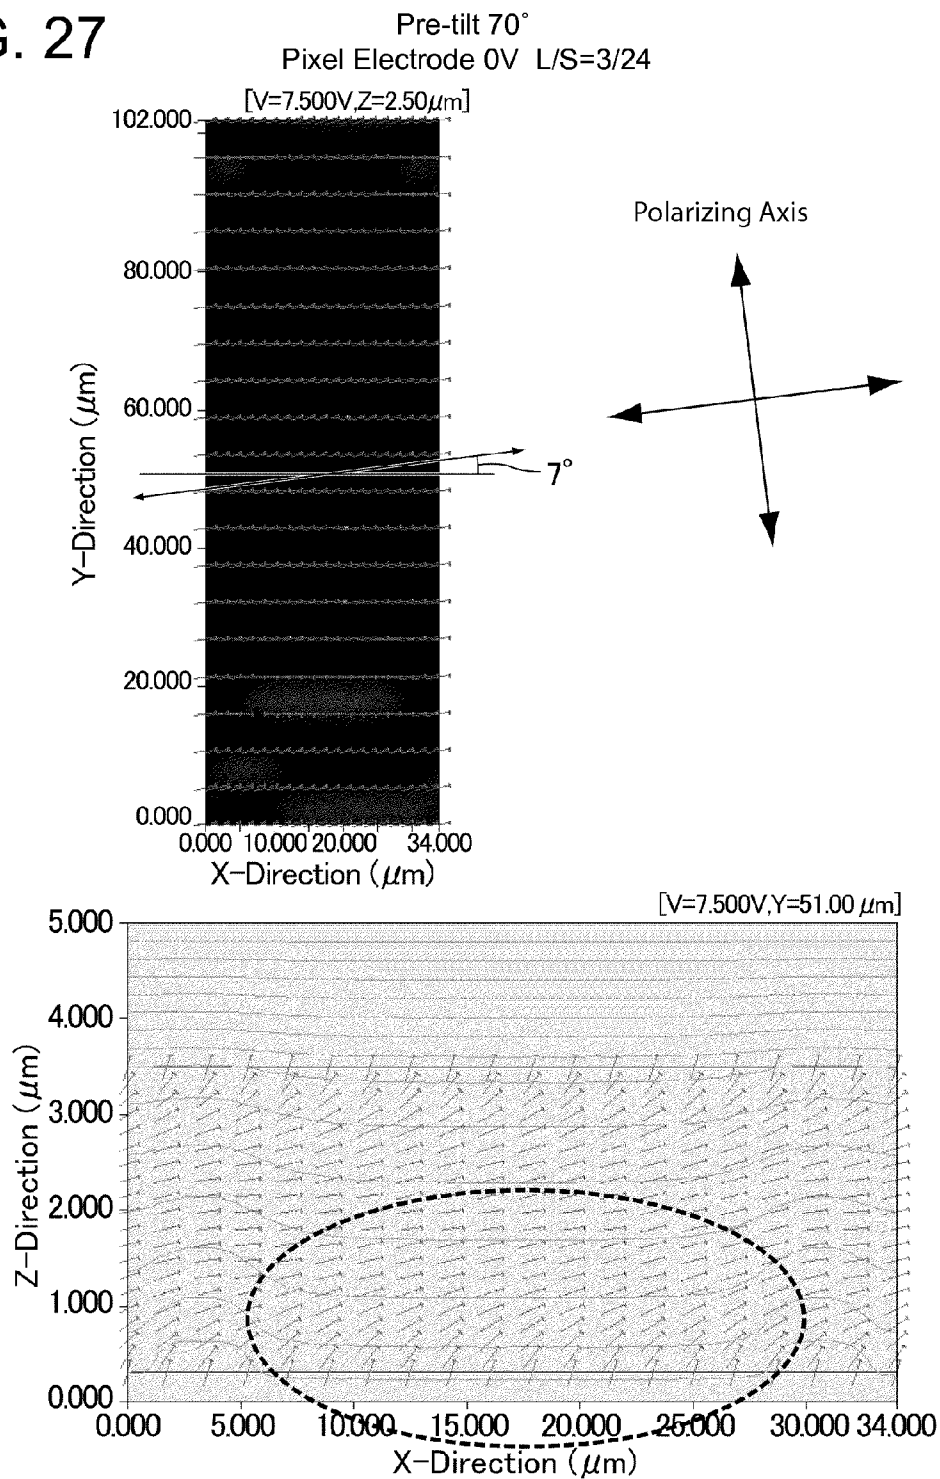 G. 27
Pre-tilt 70°
Pixel Electrode 0V L/S=3/24
[V=7.500V,Z=2.50μm]
102.000
80.000
60.000
40.000
20.000
0.000
Y-Direction (μm)
0.000 10.000 20.000 34.000
X-Direction (μm)
7°
Polarizing Axis
[V=7.500V,Y=51.00 μm]
5.000
4.000
3.000
2.000
1.000
0.000
Z-Direction (μm)
0.000 5.000 10.000 15.000 20.000 25.000 30.000 34.000
X-Direction (μm)